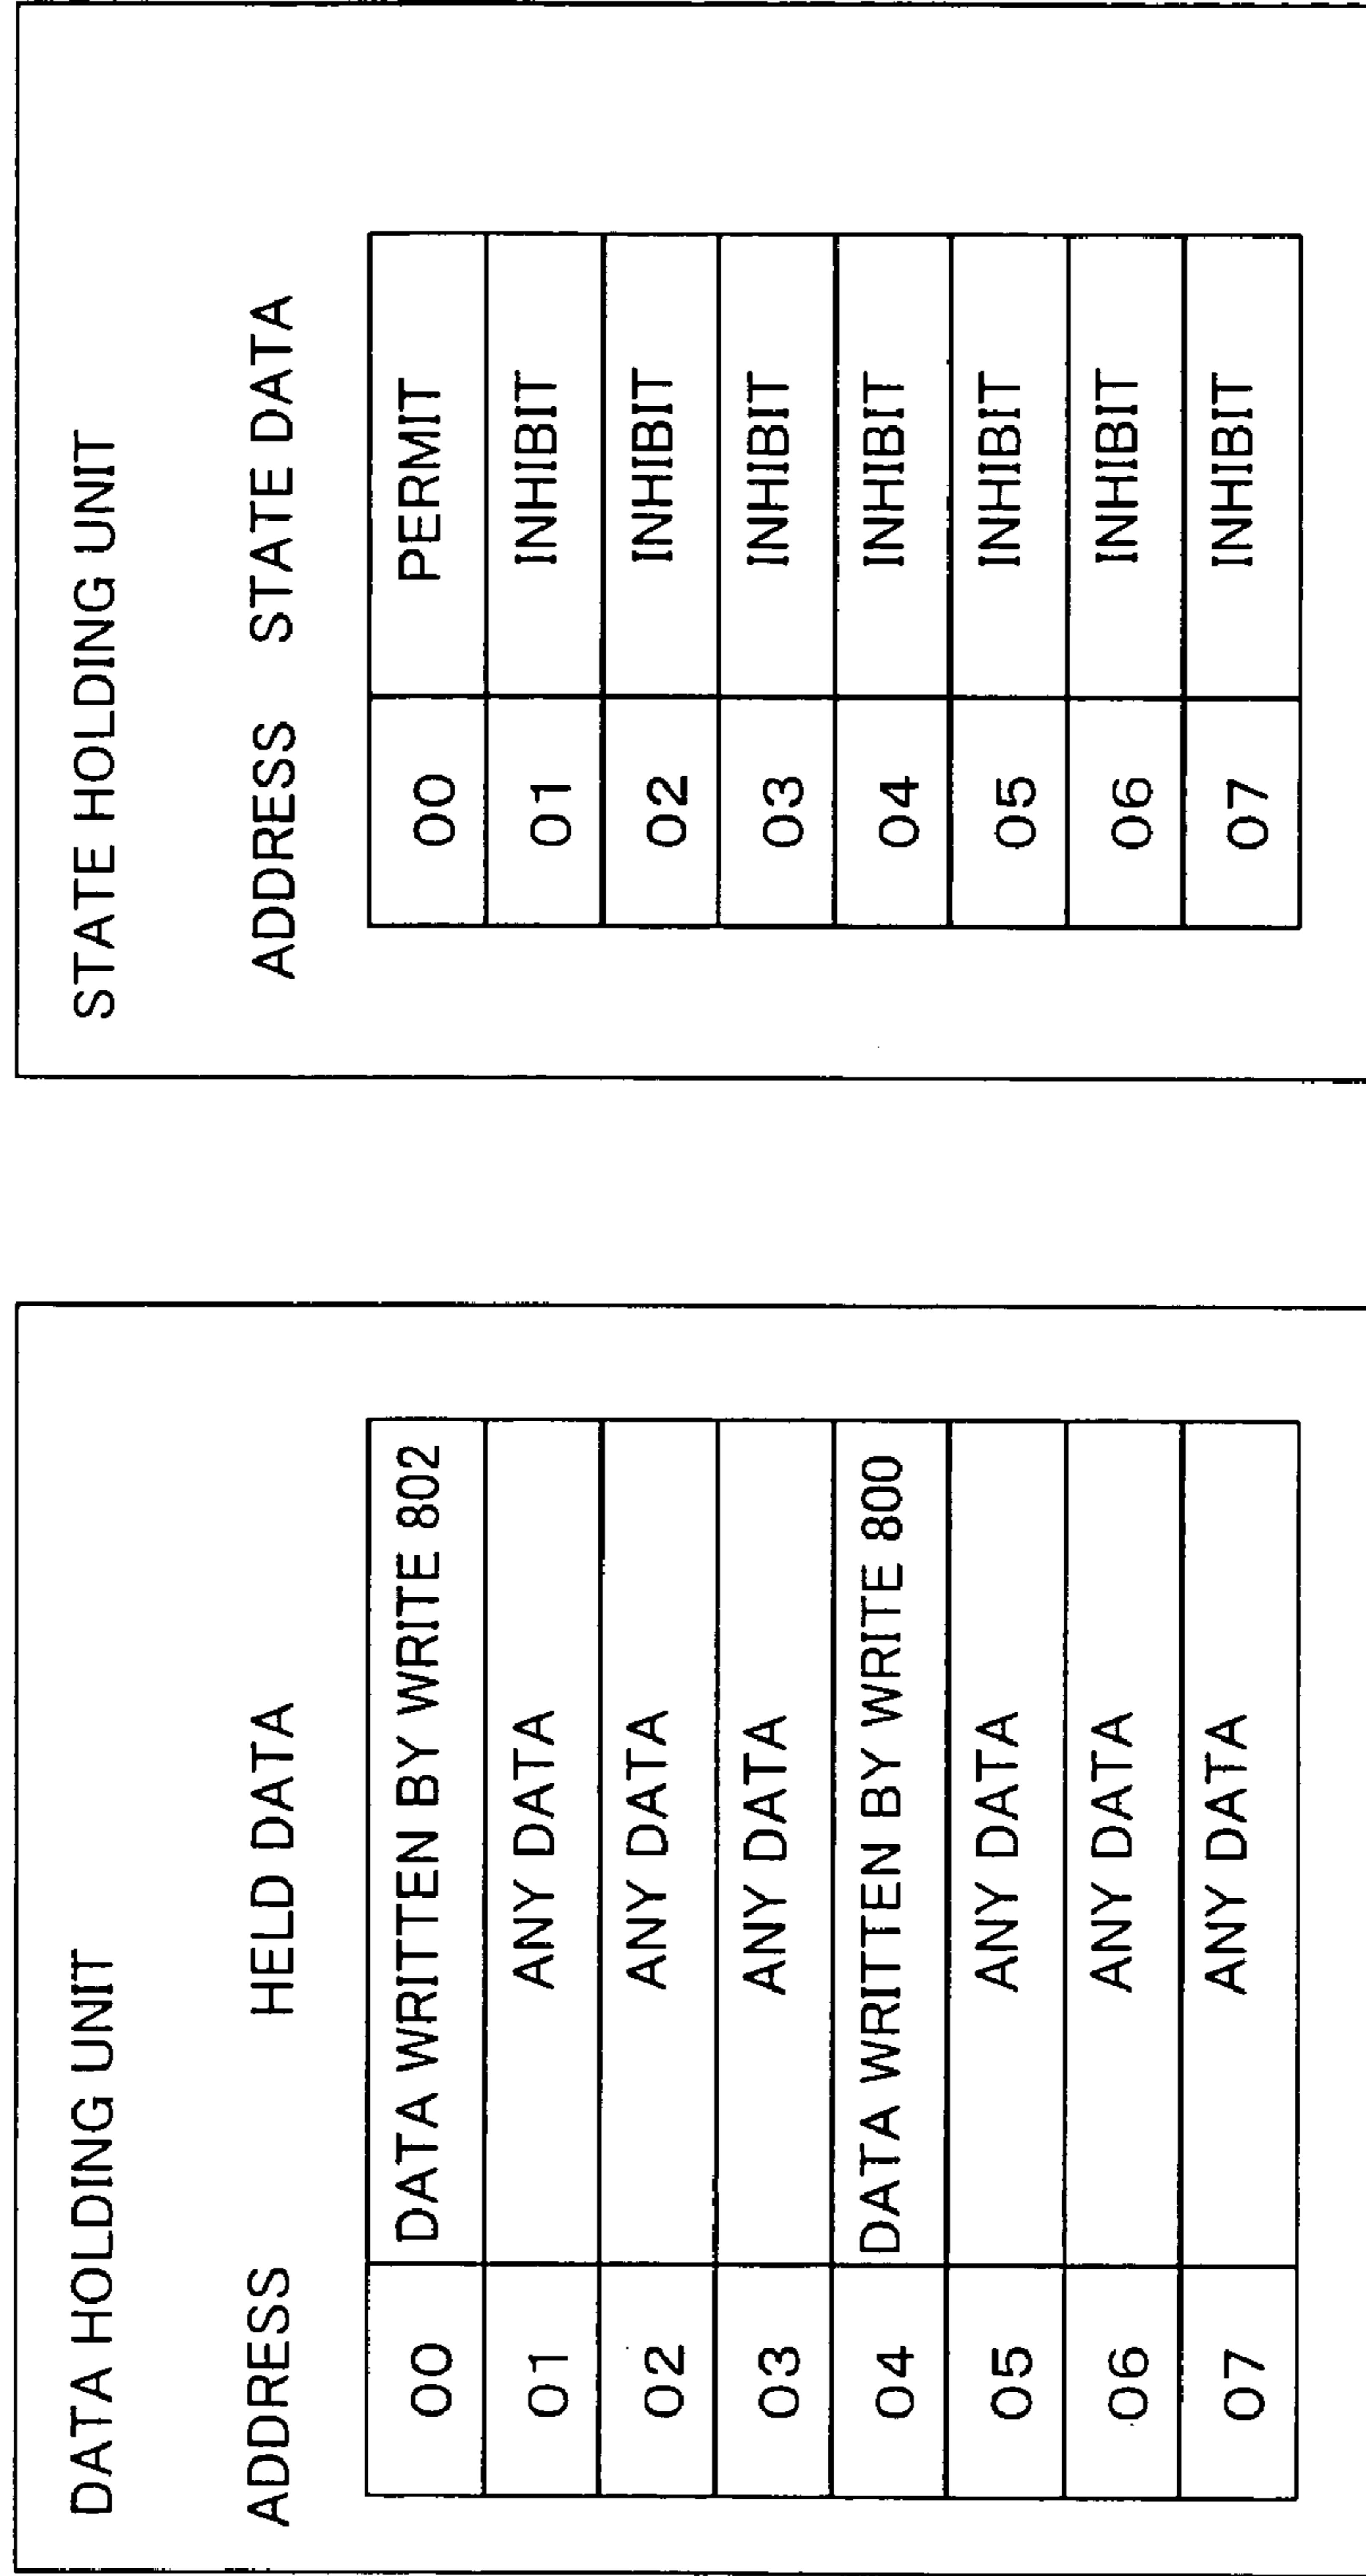 DATA HOLDING UNIT
ADDRESS HELD DATA
00 DATA WRITTEN BY WRITE 802
01 ANY DATA
02 ANY DATA
03 ANY DATA
04 DATA WRITTEN BY WRITE 800
05 ANY DATA
06 ANY DATA
07 ANY DATA
STATE HOLDING UNIT
ADDRESS STATE DATA
00 PERMIT
01 INHIBIT
02 INHIBIT
03 INHIBIT
04 INHIBIT
05 INHIBIT
06 INHIBIT
07 INHIBIT